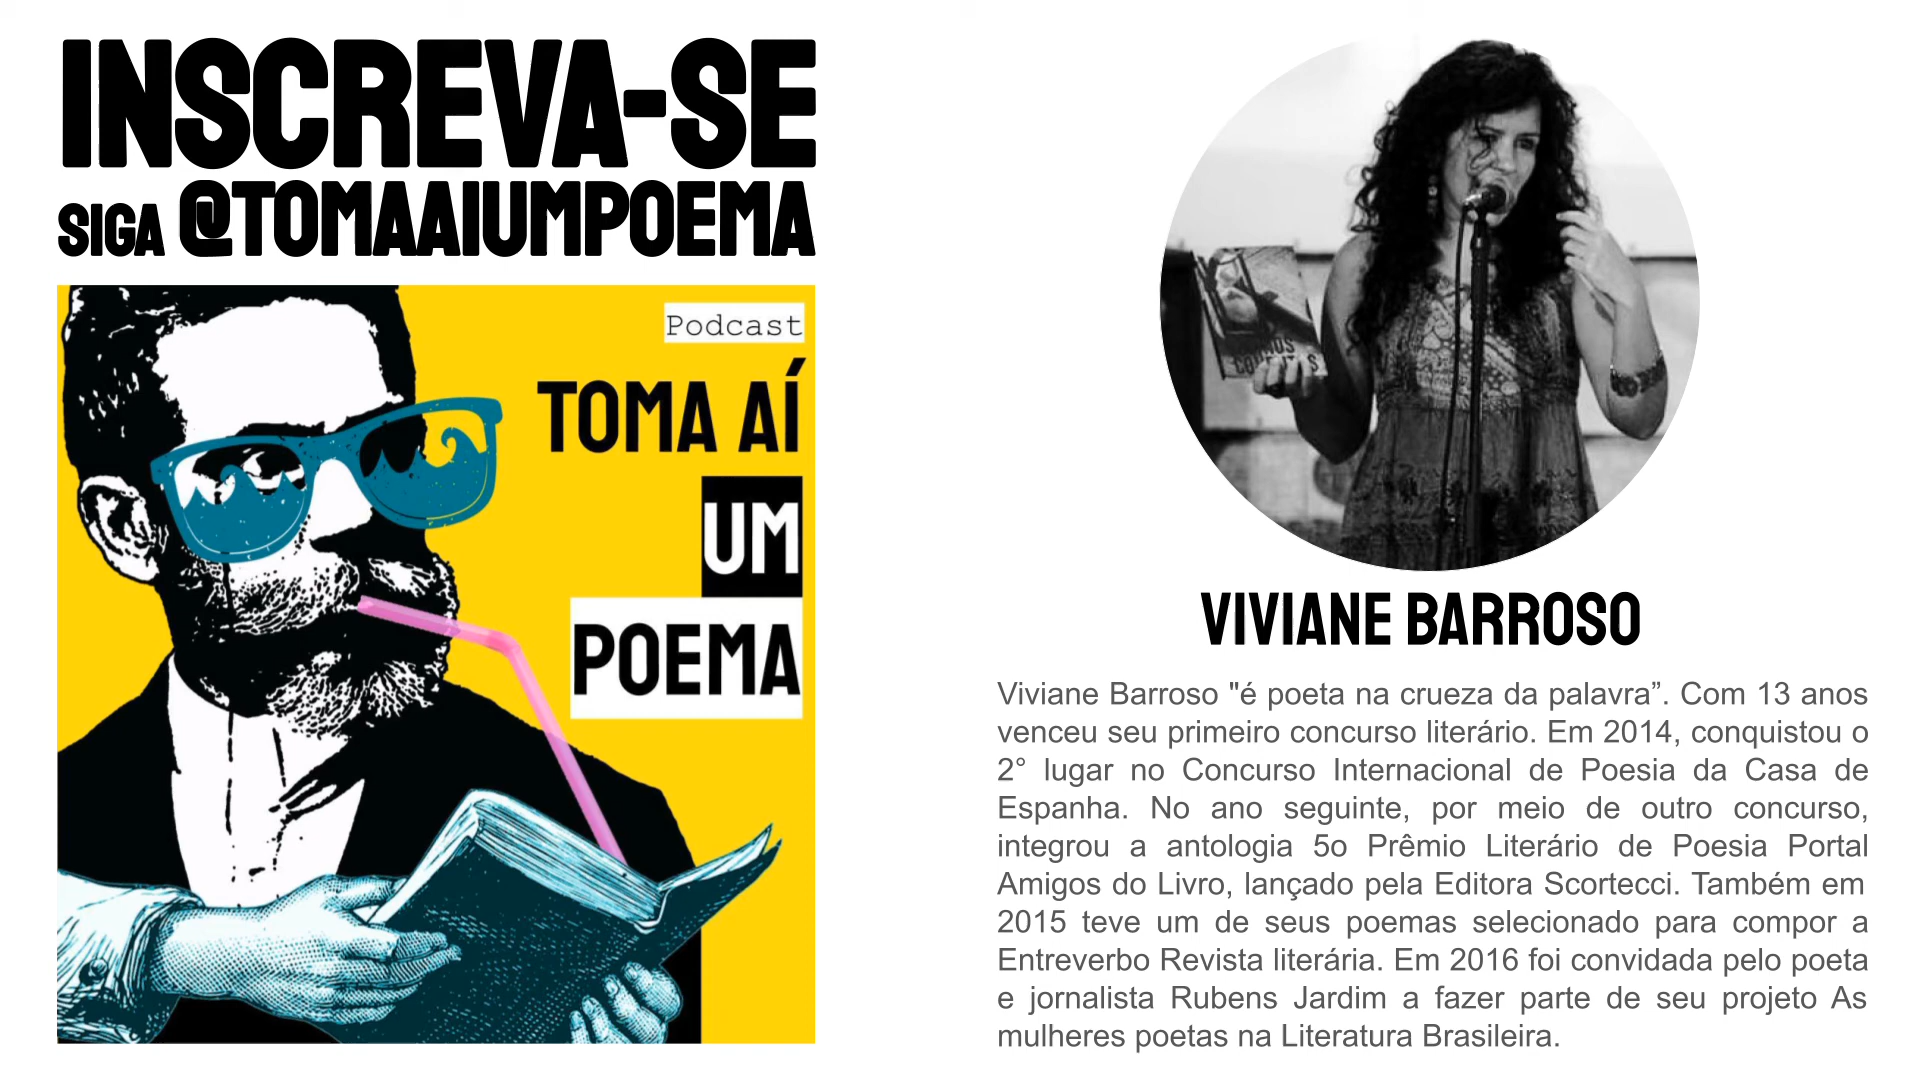 INSCREVA-SE
SIGA @TOMAAIUMPOEMA
Podcast
TOMA AÍ
UM
POEMA
VIVIANE BARROSO
Viviane Barroso "é poeta na crueza da palavra”. Com 13 anos
venceu seu primeiro concurso literário. Em 2014, conquistou o
2° lugar no Concurso Internacional de Poesia da Casa de
Espanha. No ano seguinte, por meio de outro concurso,
integrou a antologia 5o Prêmio Literário de Poesia Portal
Amigos do Livro, lançado pela Editora Scortecci. Também em
2015 teve um de seus poemas selecionado para compor a
Entreverbo Revista literária. Em 2016 foi convidada pelo poeta
e jornalista Rubens Jardim a fazer parte de seu projeto As
mulheres poetas na Literatura Brasileira.